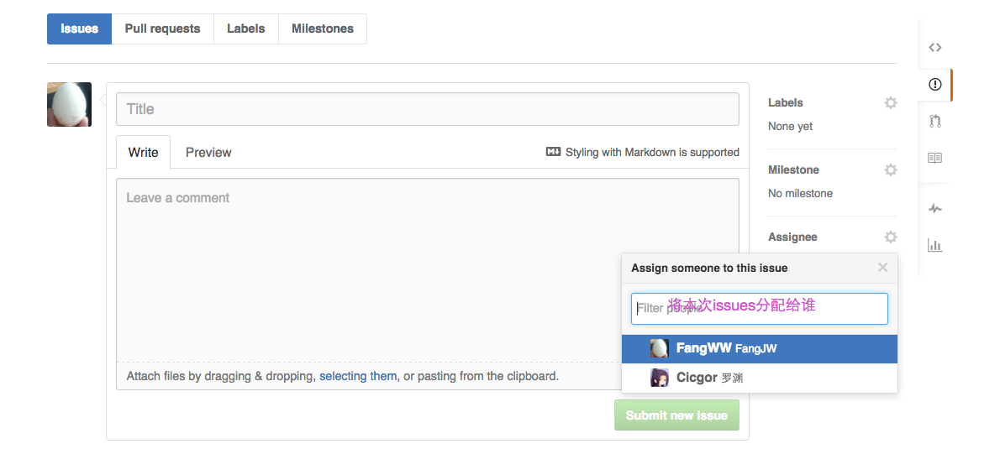 Issues
Pull requests
Labels
Milestones
Title
Write
Preview
Styling with Markdown is supported
Leave a comment
Attach files by dragging & dropping, selecting them, or pasting from the clipboard.
Submit new issue
Labels
None yet
Milestone
No milestone
Assignee
Assign someone to this issue
Filter people
将本次issues分配给谁
FangWW FangJW
Cicgor 罗渊